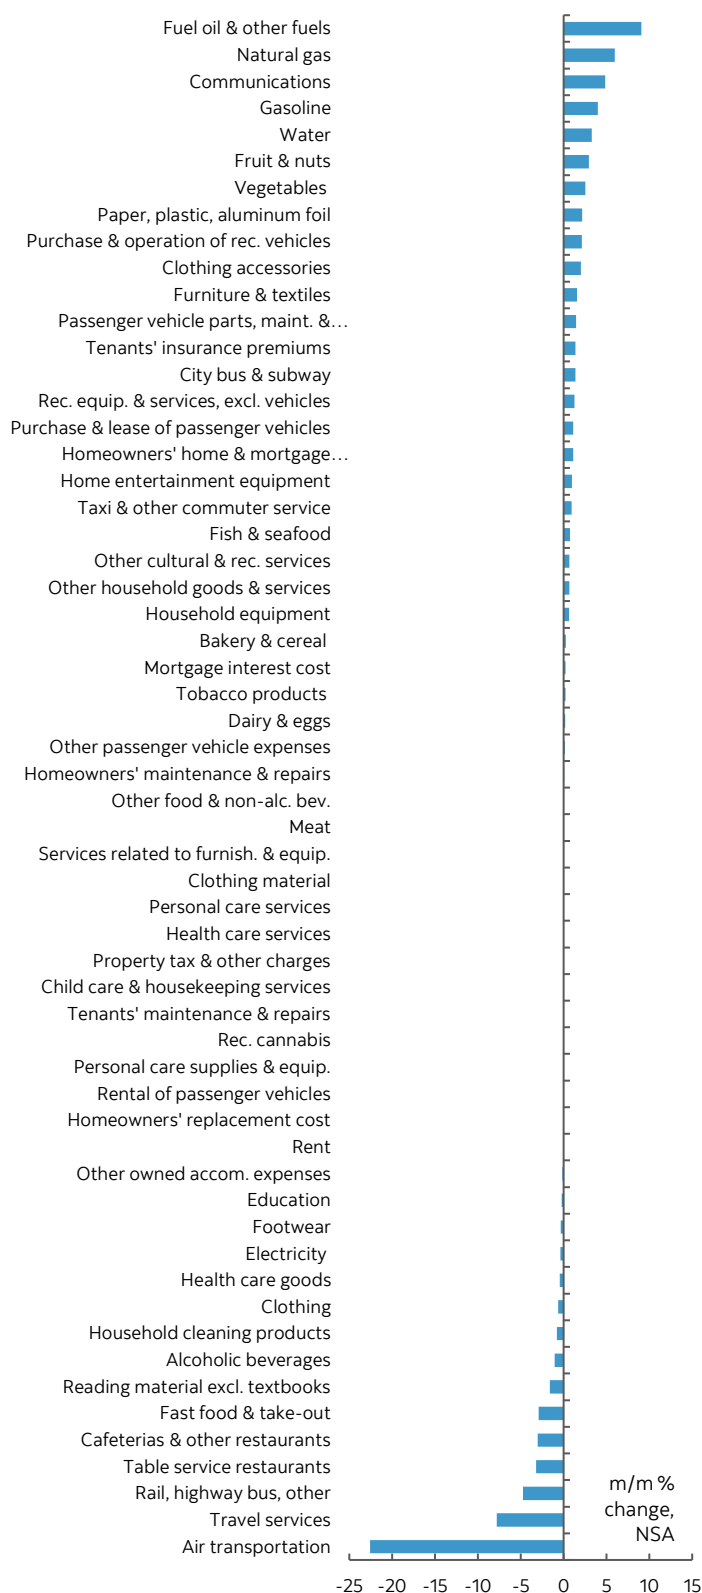 Fuel oil & other fuels
Natural gas
Communications
Gasoline
Water
Fruit & nuts
Vegetables
Paper, plastic, aluminum foil
Purchase & operation of rec. vehicles
Clothing accessories
Furniture & textiles
Passenger vehicle parts, maint. &…
Tenants' insurance premiums
City bus & subway
Rec. equip. & services, excl. vehicles
Purchase & lease of passenger vehicles
Homeowners' home & mortgage…
Home entertainment equipment
Taxi & other commuter service
Fish & seafood
Other cultural & rec. services
Other household goods & services
Household equipment
Bakery & cereal
Mortgage interest cost
Tobacco products
Dairy & eggs
Other passenger vehicle expenses
Homeowners' maintenance & repairs
Other food & non-alc. bev.
Meat
Services related to furnish. & equip.
Clothing material
Personal care services
Health care services
Property tax & other charges
Child care & housekeeping services
Tenants' maintenance & repairs
Rec. cannabis
Personal care supplies & equip.
Rental of passenger vehicles
Homeowners' replacement cost
Rent
Other owned accom. expenses
Education
Footwear
Electricity
Health care goods
Clothing
Household cleaning products
Alcoholic beverages
Reading material excl. textbooks
Fast food & take-out
Cafeterias & other restaurants
Table service restaurants
Rail, highway bus, other
Travel services
Air transportation
m/m %
change,
NSA
-25 -20 -15 -10 -5 0 5 10 15